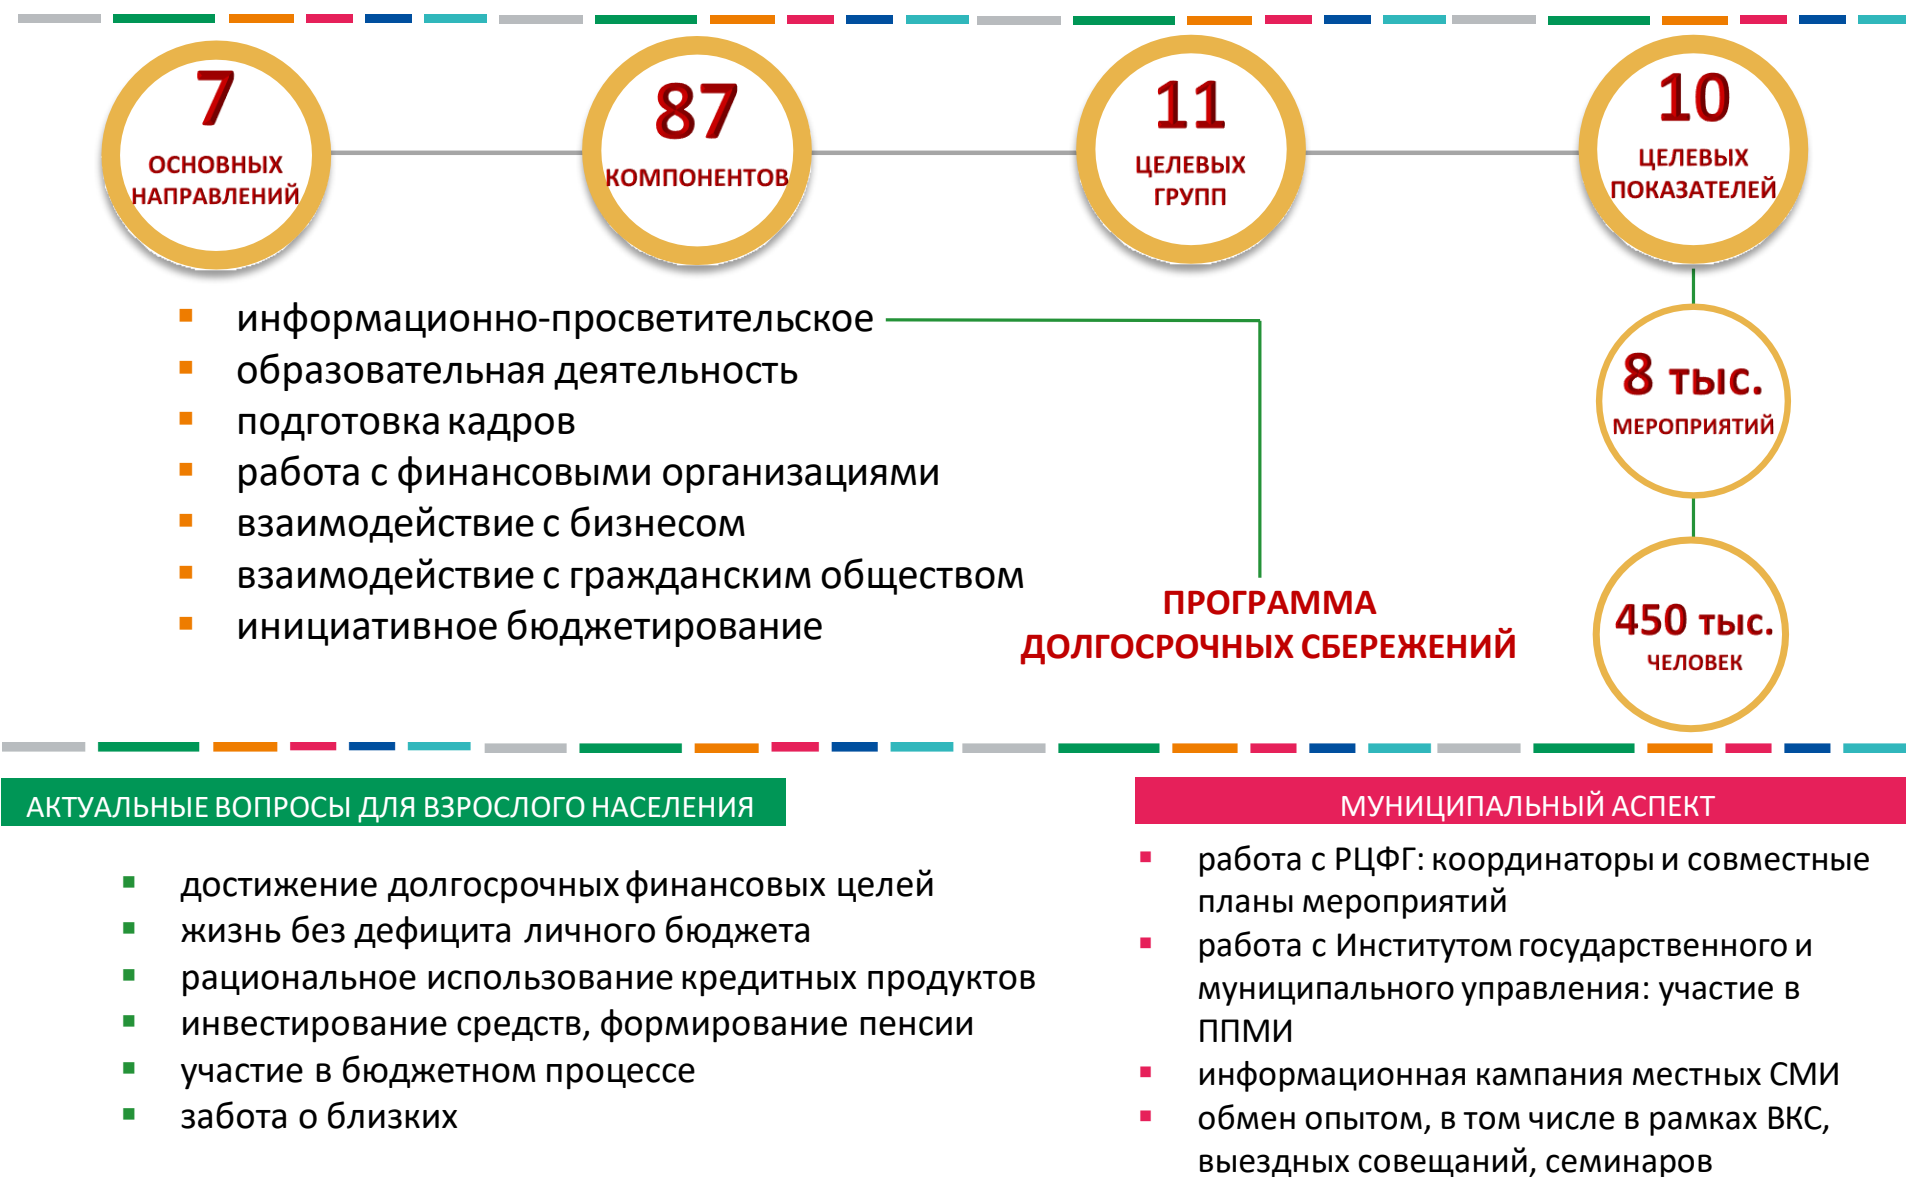 7
ОСНОВНЫХ
НАПРАВЛЕНИЙ
87
КОМПОНЕНТОВ
11
ЦЕЛЕВЫХ
ГРУПП
10
ЦЕЛЕВЫХ
ПОКАЗАТЕЛЕЙ
информационно-просветительское
образовательная деятельность
подготовка кадров
работа с финансовыми организациями
взаимодействие с бизнесом
взаимодействие с гражданским обществом
инициативное бюджетирование
ПРОГРАММА
ДОЛГОСРОЧНЫХ СБЕРЕЖЕНИЙ
8 тыс.
МЕРОПРИЯТИЙ
450 тыс.
ЧЕЛОВЕК
АКТУАЛЬНЫЕ ВОПРОСЫ ДЛЯ ВЗРОСЛОГО НАСЕЛЕНИЯ
достижение долгосрочных финансовых целей
жизнь без дефицита личного бюджета
рациональное использование кредитных продуктов
инвестирование средств, формирование пенсии
участие в бюджетном процессе
забота о близких
МУНИЦИПАЛЬНЫЙ АСПЕКТ
работа с РЦФГ: координаторы и совместные
планы мероприятий
работа с Институтом государственного и
муниципального управления: участие в
ППМИ
информационная кампания местных СМИ
обмен опытом, в том числе в рамках ВКС,
выездных совещаний, семинаров